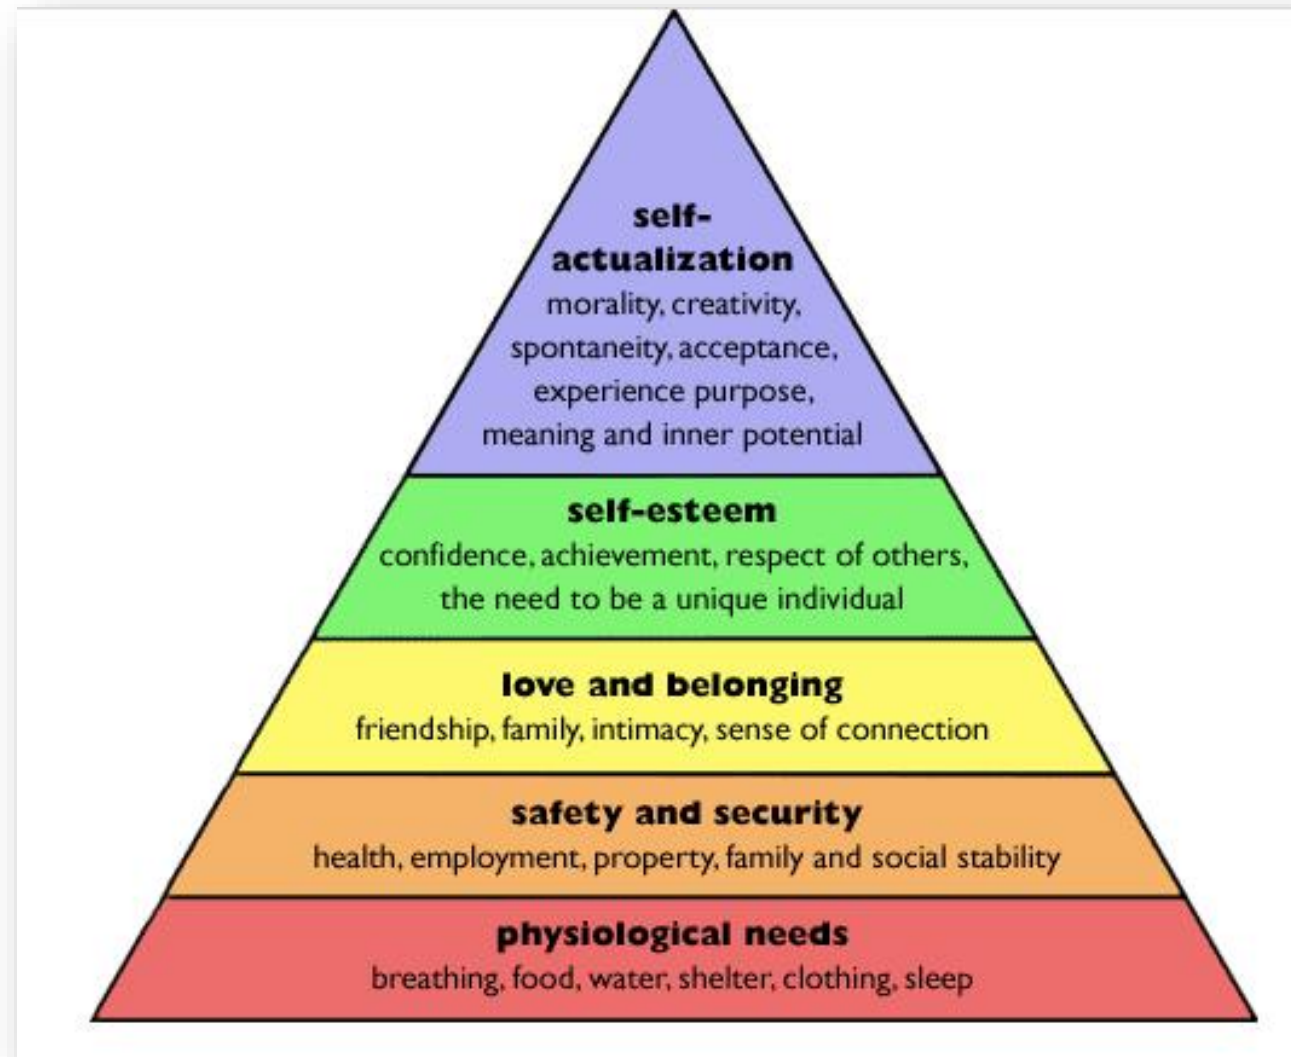 self-
actualization
morality, creativity,
spontaneity, acceptance,
experience purpose,
meaning and inner potential
self-esteem
confidence, achievement, respect of others,
the need to be a unique individual
love and belonging
friendship, family, intimacy, sense of connection
safety and security
health, employment, property, family and social stability
physiological needs
breathing, food, water, shelter, clothing, sleep